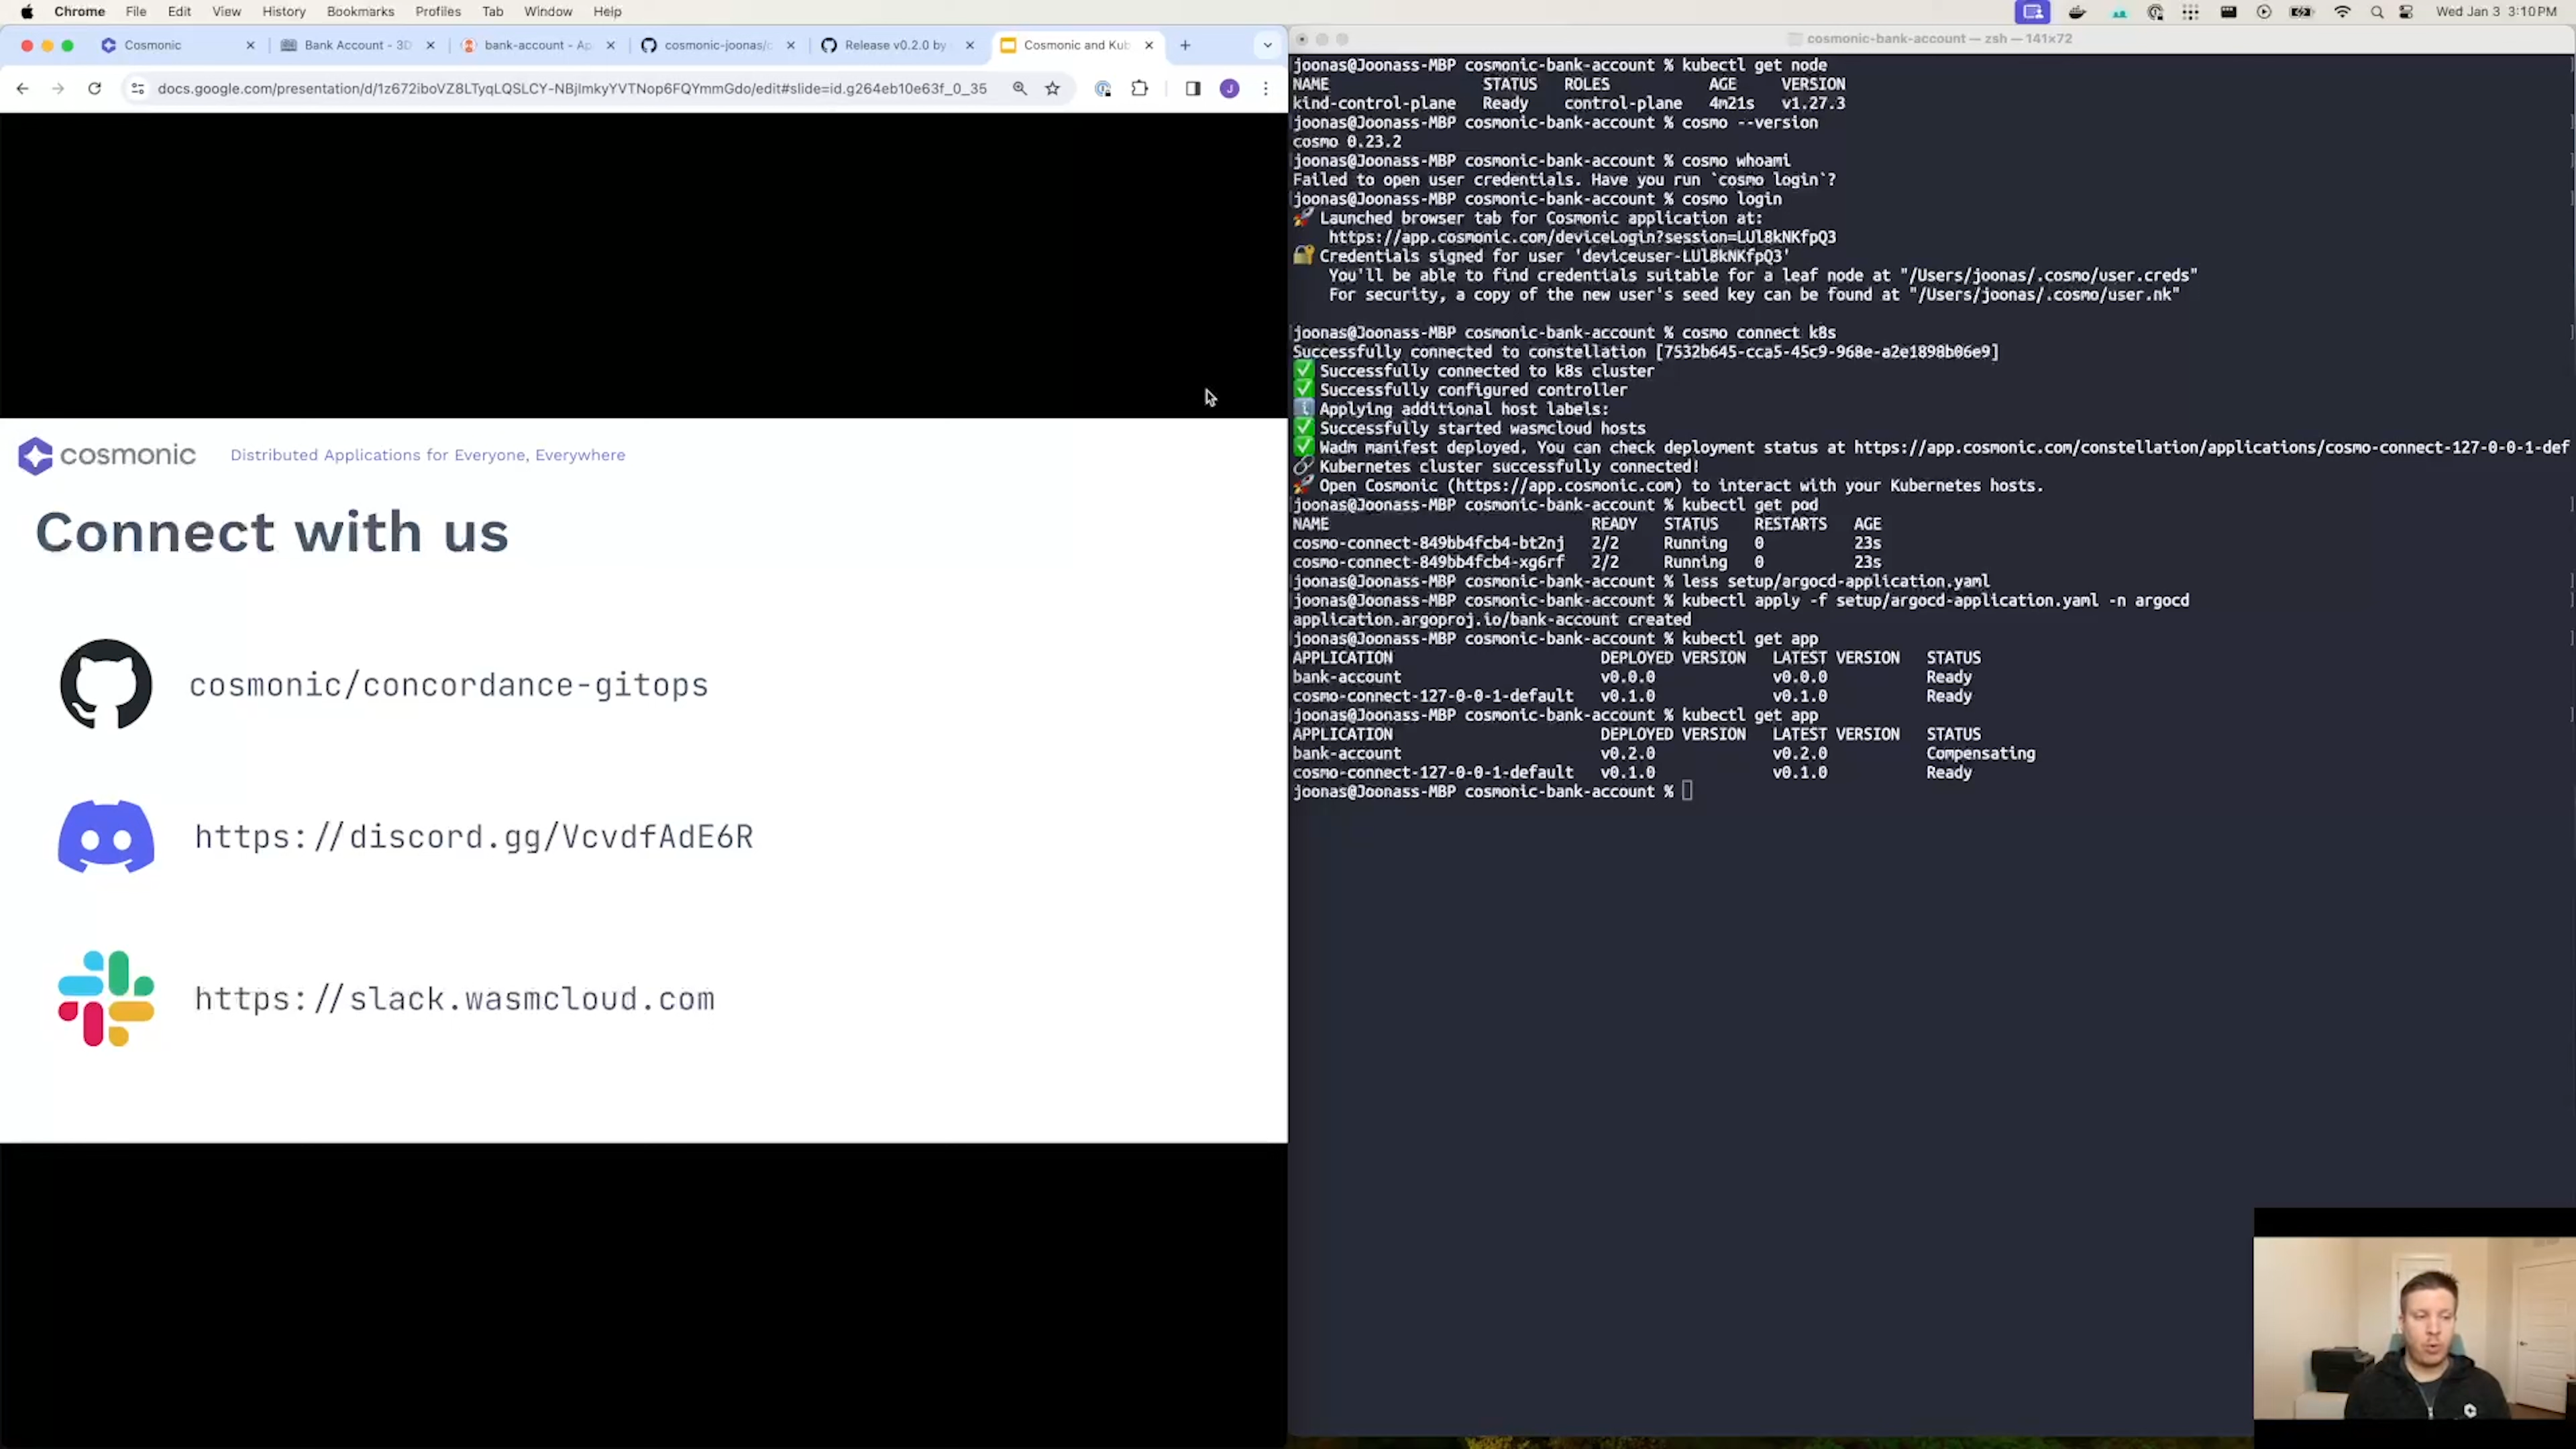 Chrome File Edit View History Bookmarks Profiles Tab Window Help
Wed Jan 3 3:10 PM
Cosmonic
Bank Account - 3D
bank-account - Ap
cosmonic-joonas/c
Release v0.2.0 by
Cosmonic and Kub
docs.google.com/presentation/d/1z672iboVZ8LTyqLQSLCY-NBjImkyYVTNop6FQYmmGdo/edit#slide=id.g264eb10e63f_0_35
J
cosmonic
Distributed Applications for Everyone, Everywhere
Connect with us
cosmonic/concordance-gitops
https://discord.gg/VcvdfAdE6R
https://slack.wasmcloud.com
cosmonic-bank-account — zsh — 141×72
joonas@Joonass-MBP cosmonic-bank-account % kubectl get node
NAME STATUS ROLES AGE VERSION
kind-control-plane Ready control-plane 4m21s v1.27.3
joonas@Joonass-MBP cosmonic-bank-account % cosmo --version
cosmo 0.23.2
joonas@Joonass-MBP cosmonic-bank-account % cosmo whoami
Failed to open user credentials. Have you run `cosmo login`?
joonas@Joonass-MBP cosmonic-bank-account % cosmo login
Launched browser tab for Cosmonic application at:
https://app.cosmonic.com/deviceLogin?session=LUl8kNKfpQ3
Credentials signed for user 'deviceuser-LUl8kNKfpQ3'
You'll be able to find credentials suitable for a leaf node at "/Users/joonas/.cosmo/user.creds"
For security, a copy of the new user's seed key can be found at "/Users/joonas/.cosmo/user.nk"
joonas@Joonass-MBP cosmonic-bank-account % cosmo connect k8s
Successfully connected to constellation [7532b645-cca5-45c9-968e-a2e1898b06e9]
Successfully connected to k8s cluster
Successfully configured controller
Applying additional host labels:
Successfully started wasmcloud hosts
Wadm manifest deployed. You can check deployment status at https://app.cosmonic.com/constellation/applications/cosmo-connect-127-0-0-1-def
Kubernetes cluster successfully connected!
Open Cosmonic (https://app.cosmonic.com) to interact with your Kubernetes hosts.
joonas@Joonass-MBP cosmonic-bank-account % kubectl get pod
NAME READY STATUS RESTARTS AGE
cosmo-connect-849bb4fcb4-bt2nj 2/2 Running 0 23s
cosmo-connect-849bb4fcb4-xg6rf 2/2 Running 0 23s
joonas@Joonass-MBP cosmonic-bank-account % less setup/argocd-application.yaml
joonas@Joonass-MBP cosmonic-bank-account % kubectl apply -f setup/argocd-application.yaml -n argocd
application.argoproj.io/bank-account created
joonas@Joonass-MBP cosmonic-bank-account % kubectl get app
APPLICATION DEPLOYED VERSION LATEST VERSION STATUS
bank-account v0.0.0 v0.0.0 Ready
cosmo-connect-127-0-0-1-default v0.1.0 v0.1.0 Ready
joonas@Joonass-MBP cosmonic-bank-account % kubectl get app
APPLICATION DEPLOYED VERSION LATEST VERSION STATUS
bank-account v0.2.0 v0.2.0 Compensating
cosmo-connect-127-0-0-1-default v0.1.0 v0.1.0 Ready
joonas@Joonass-MBP cosmonic-bank-account %